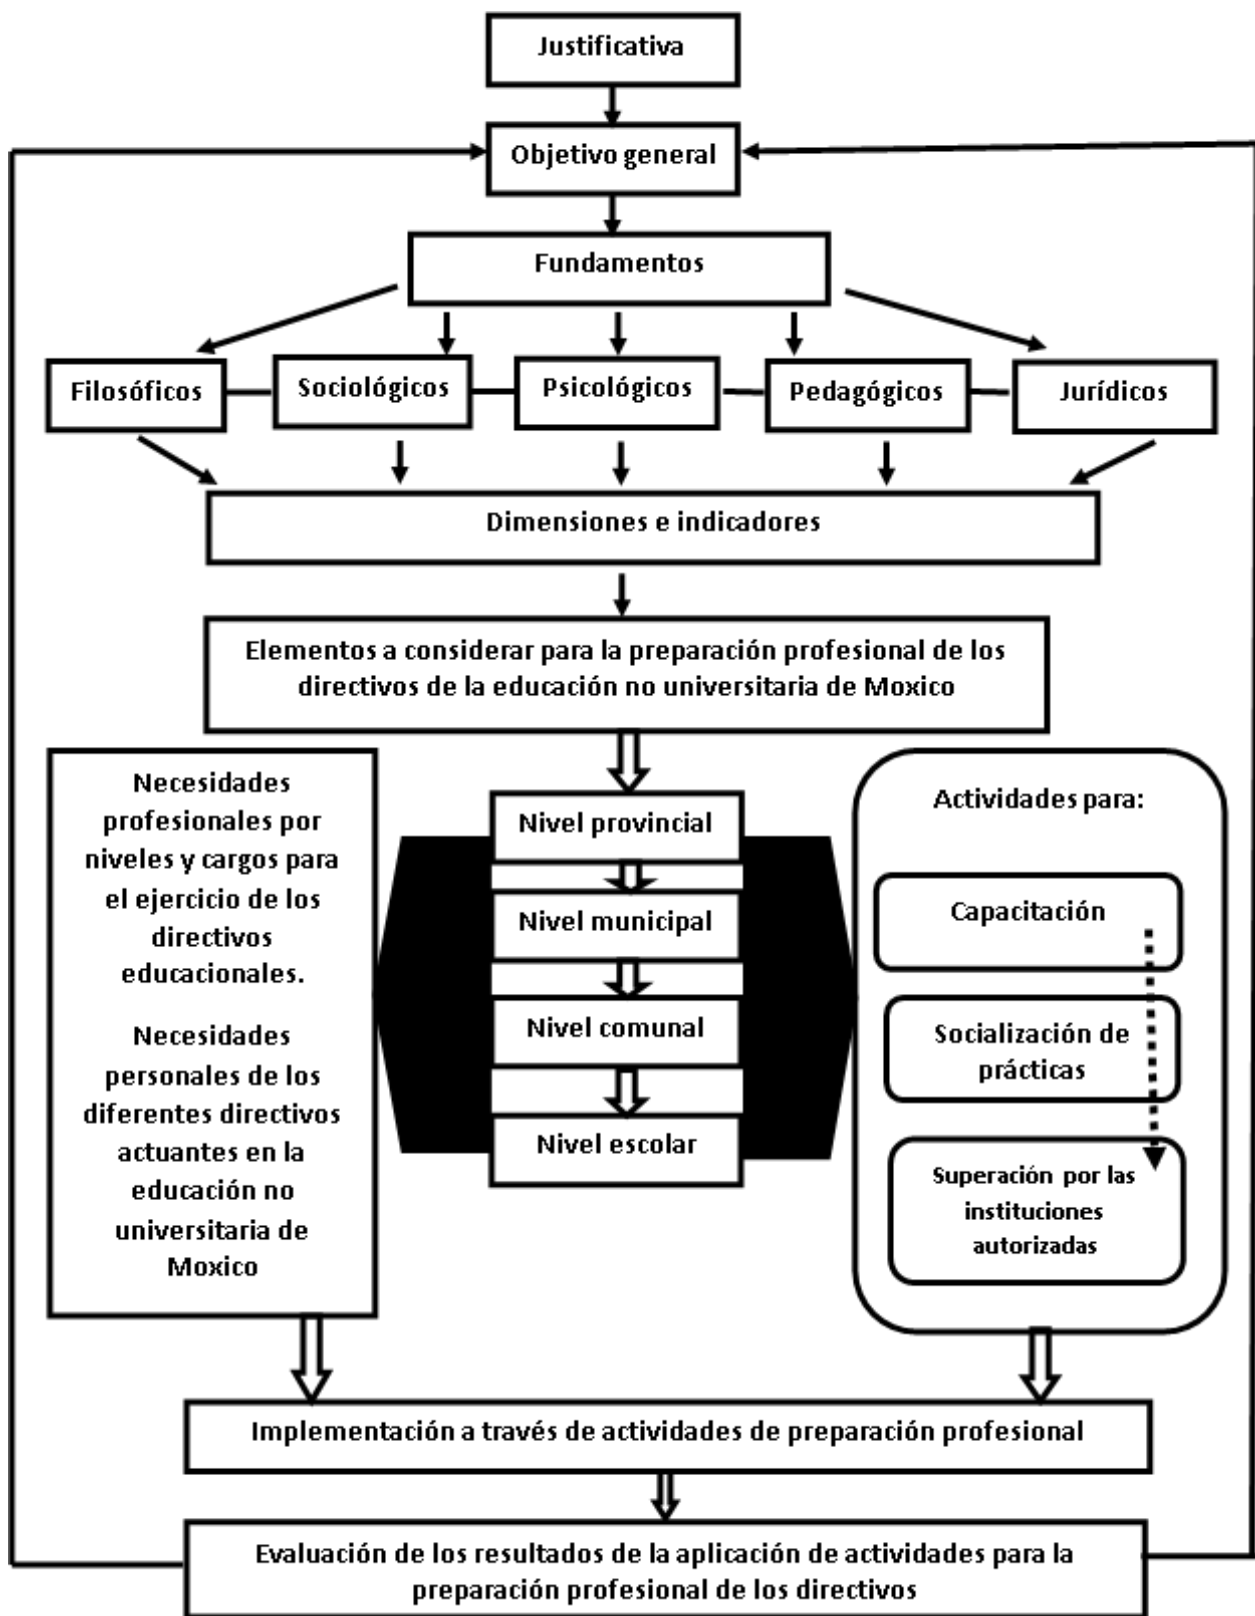 Justificativa
Objetivo general
Fundamentos
Filosóficos
Sociológicos
Psicológicos
Pedagógicos
Jurídicos
Dimensiones e indicadores
Elementos a considerar para la preparación profesional de los
directivos de la educación no universitaria de Moxico
Necesidades
profesionales por
niveles y cargos para
el ejercicio de los
directivos
educacionales.
Necesidades
personales de los
diferentes directivos
actuantes en la
educación no
universitaria de
Moxico
Nivel provincial
Nivel municipal
Nivel comunal
Nivel escolar
Actividades para:
Capacitación
Socialización de
prácticas
Superación por las
instituciones
autorizadas
Implementación a través de actividades de preparación profesional
Evaluación de los resultados de la aplicación de actividades para la
preparación profesional de los directivos